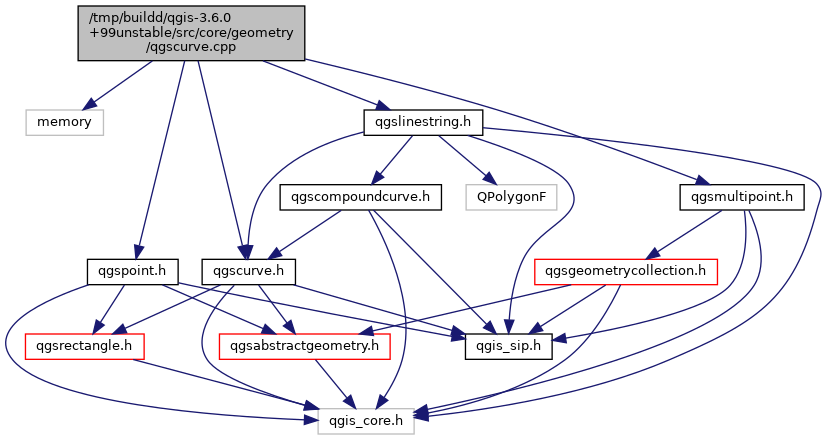 /tmp/buildd/qgis-3.6.0
+99unstable/src/core/geometry
/qgscurve.cpp
memory
qgslinestring.h
qgscompoundcurve.h
QPolygonF
qgsmultipoint.h
qgspoint.h
qgscurve.h
qgsgeometrycollection.h
qgsrectangle.h
qgsabstractgeometry.h
qgis_sip.h
qgis_core.h